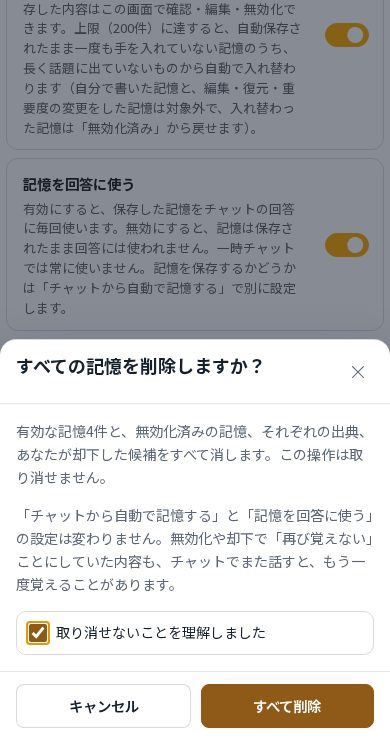 存した内容はこの画面で確認・編集・無効化で
きます。上限（200件）に達すると、自動保存さ
れたまま一度も手を入れていない記憶のうち、
長く話題に出ていないものから自動で入れ替わ
ります（自分で書いた記憶と、編集・復元・重
要度の変更をした記憶は対象外で、入れ替わっ
た記憶は「無効化済み」から戻せます）。
記憶を回答に使う
有効にすると、保存した記憶をチャットの回答
に毎回使います。無効にすると、記憶は保存さ
れたまま回答には使われません。一時チャット
では常に使いません。記憶を保存するかどうか
は「チャットから自動で記憶する」で別に設定
します。
すべての記憶を削除しますか？
有効な記憶4件と、無効化済みの記憶、それぞれの出典、
あなたが却下した候補をすべて消します。この操作は取
り消せません。
「チャットから自動で記憶する」と「記憶を回答に使う」
の設定は変わりません。無効化や却下で「再び覚えない」
ことにしていた内容も、チャットでまた話すと、もう一
度覚えることがあります。
取り消せないことを理解しました
キャンセル
すべて削除